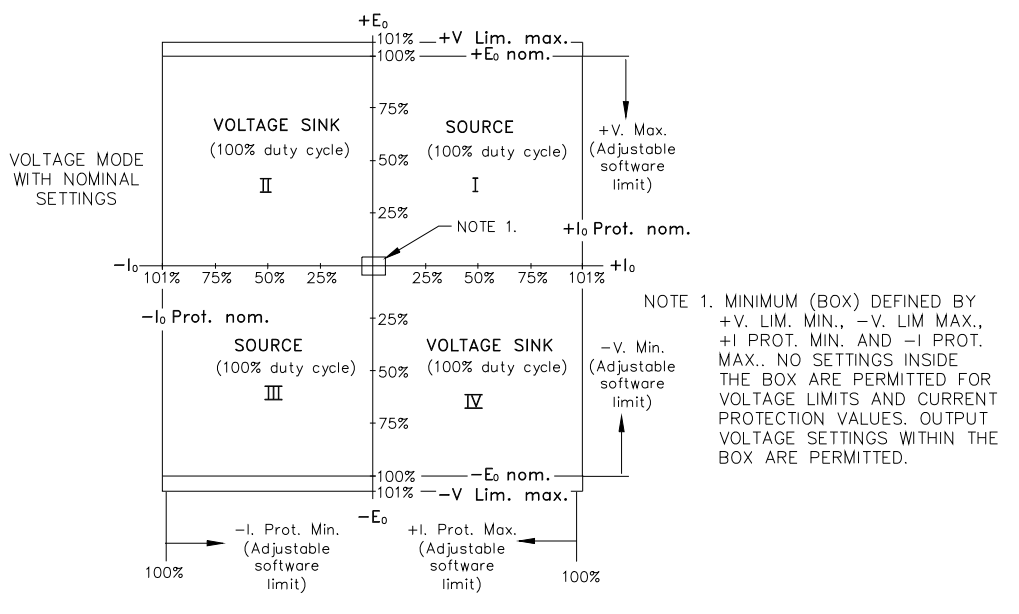 +E₀
101% +V Lim. max.
100% +E₀ nom.
75%
VOLTAGE SINK
(100% duty cycle)
II
SOURCE
(100% duty cycle)
I
50%
25%
+V. Max.
(Adjustable
software
limit)
VOLTAGE MODE
WITH NOMINAL
SETTINGS
NOTE 1.
+I₀ Prot. nom.
−I₀
101% 75% 50% 25% 25% 50% 75% 101%
+I₀
−I₀ Prot. nom.
25%
SOURCE
(100% duty cycle)
III
VOLTAGE SINK
(100% duty cycle)
IV
50%
75%
−V. Min.
(Adjustable
software
limit)
NOTE 1. MINIMUM (BOX) DEFINED BY
+V. LIM. MIN., −V. LIM MAX.,
+I PROT. MIN. AND −I PROT.
MAX.. NO SETTINGS INSIDE
THE BOX ARE PERMITTED FOR
VOLTAGE LIMITS AND CURRENT
PROTECTION VALUES. OUTPUT
VOLTAGE SETTINGS WITHIN THE
BOX ARE PERMITTED.
100% −E₀ nom.
101% −V Lim. max.
−E₀
−I. Prot. Min.
(Adjustable
software
limit)
+I. Prot. Max.
(Adjustable
software
limit)
100%
100%